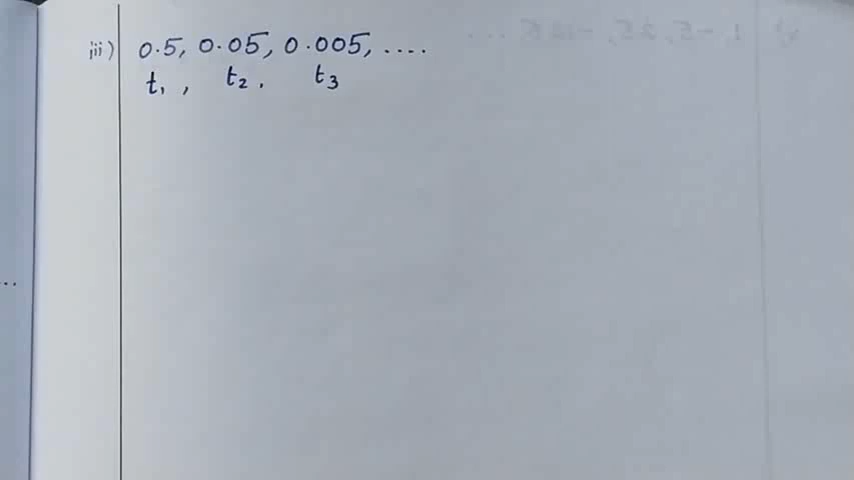 iii) 0.5, 0.05, 0.005, ....
t₁, t₂. t₃
..